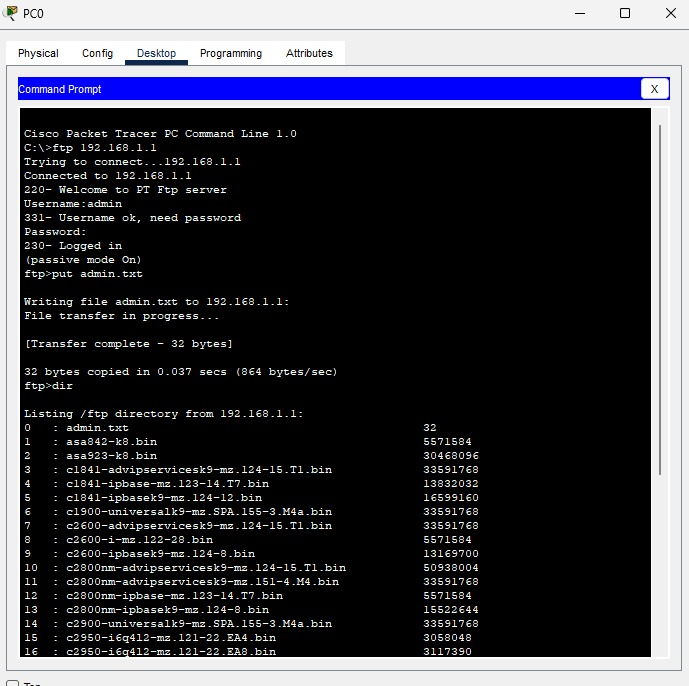 PC0
Physical Config Desktop Programming Attributes
Command Prompt
X
Cisco Packet Tracer PC Command Line 1.0
C:\>ftp 192.168.1.1
Trying to connect...192.168.1.1
Connected to 192.168.1.1
220- Welcome to PT Ftp server
Username:admin
331- Username ok, need password
Password:
230- Logged in
(passive mode On)
ftp>put admin.txt
Writing file admin.txt to 192.168.1.1:
File transfer in progress...
[Transfer complete - 32 bytes]
32 bytes copied in 0.037 secs (864 bytes/sec)
ftp>dir
Listing /ftp directory from 192.168.1.1:
0 : admin.txt 32
1 : asa842-k8.bin 5571584
2 : asa923-k8.bin 30468096
3 : c1841-advipservicesk9-mz.124-15.T1.bin 33591768
4 : c1841-ipbase-mz.123-14.T7.bin 13832032
5 : c1841-ipbasek9-mz.124-12.bin 16599160
6 : c1900-universalk9-mz.SPA.155-3.M4a.bin 33591768
7 : c2600-advipservicesk9-mz.124-15.T1.bin 33591768
8 : c2600-i-mz.122-28.bin 5571584
9 : c2600-ipbasek9-mz.124-8.bin 13169700
10 : c2800nm-advipservicesk9-mz.124-15.T1.bin 50938004
11 : c2800nm-advipservicesk9-mz.151-4.M4.bin 33591768
12 : c2800nm-ipbase-mz.123-14.T7.bin 5571584
13 : c2800nm-ipbasek9-mz.124-8.bin 15522644
14 : c2900-universalk9-mz.SPA.155-3.M4a.bin 33591768
15 : c2950-i6q4l2-mz.121-22.EA4.bin 3058048
16 : c2950-i6q4l2-mz.121-22.EA8.bin 3117390